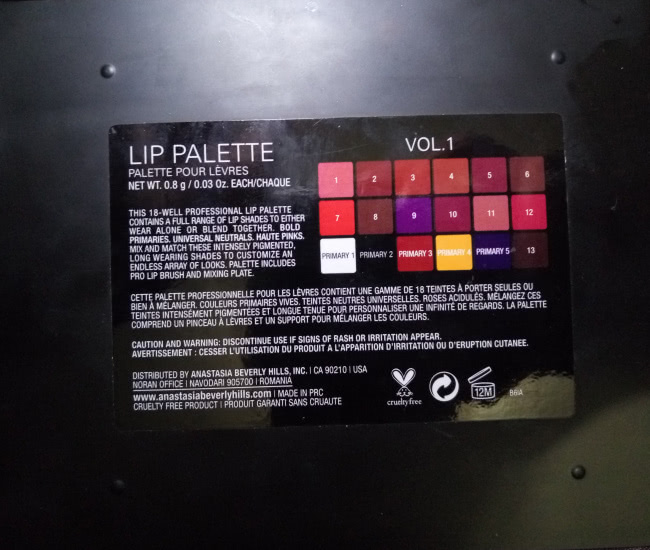 LIP PALETTE
PALETTE POUR LÈVRES
NET WT. 0.8 g / 0.03 Oz. EACH/CHAQUE
VOL.1
1 2 3 4 5 6
7 8 9 10 11 12
PRIMARY 1 PRIMARY 2 PRIMARY 3 PRIMARY 4 PRIMARY 5 13
THIS 18-WELL PROFESSIONAL LIP PALETTE
CONTAINS A FULL RANGE OF LIP SHADES TO EITHER
WEAR ALONE OR BLEND TOGETHER. BOLD
PRIMARIES. UNIVERSAL NEUTRALS. HAUTE PINKS.
MIX AND MATCH THESE INTENSELY PIGMENTED,
LONG WEARING SHADES TO CUSTOMIZE AN
ENDLESS ARRAY OF LOOKS. PALETTE INCLUDES
PRO LIP BRUSH AND MIXING PLATE.
CETTE PALETTE PROFESSIONNELLE POUR LES LÈVRES CONTIENT UNE GAMME DE 18 TEINTES À PORTER SEULES OU
BIEN À MÉLANGER. COULEURS PRIMAIRES VIVES. TEINTES NEUTRES UNIVERSELLES. ROSES ACIDULÉS. MÉLANGEZ CES
TEINTES INTENSÉMENT PIGMENTÉES ET LONGUE TENUE POUR PERSONNALISER UNE INFINITÉ DE REGARDS. LA PALETTE
COMPREND UN PINCEAU À LÈVRES ET UN SUPPORT POUR MÉLANGER LES COULEURS.
CAUTION AND WARNING: DISCONTINUE USE IF SIGNS OF RASH OR IRRITATION APPEAR.
AVERTISSEMENT : CESSER L'UTILISATION DU PRODUIT A L'APPARITION D'IRRITATION OU D'ERUPTION CUTANEE.
DISTRIBUTED BY ANASTASIA BEVERLY HILLS, INC. | CA 90210 | USA
NORAN OFFICE | NAVODARI 905700 | ROMANIA
www.anastasiabeverlyhills.com | MADE IN PRC
CRUELTY FREE PRODUCT | PRODUIT GARANTI SANS CRUAUTE
crueltyfree
12M